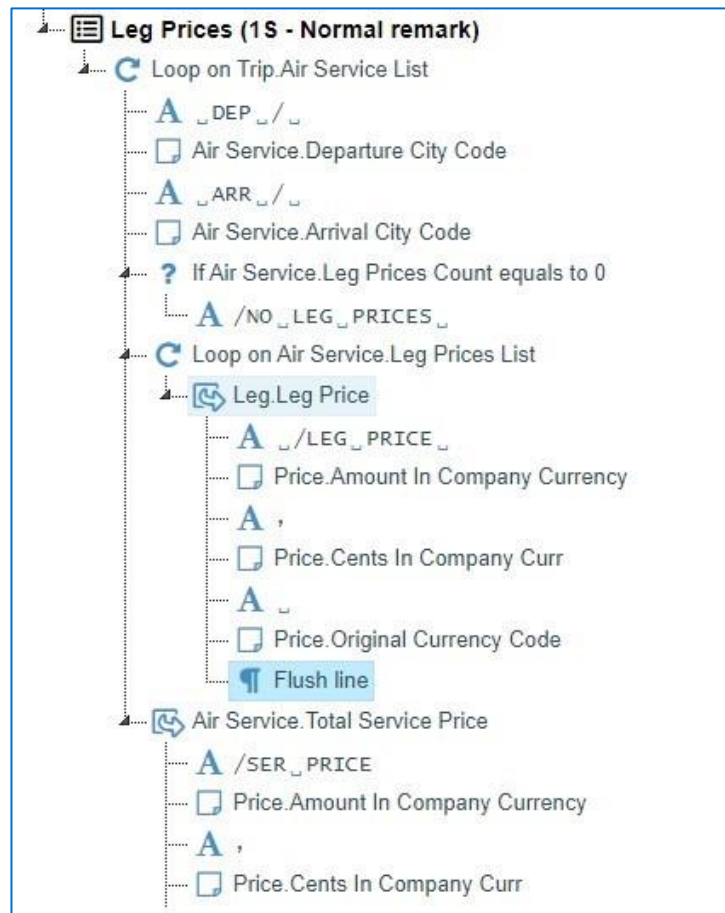 Leg Prices (1S - Normal remark)
Loop on Trip.Air Service List
A ␣DEP␣/␣
Air Service.Departure City Code
A ␣ARR␣/␣
Air Service.Arrival City Code
? If Air Service.Leg Prices Count equals to 0
A /NO␣LEG␣PRICES␣
Loop on Air Service.Leg Prices List
Leg.Leg Price
A ␣/LEG␣PRICE␣
Price.Amount In Company Currency
A ,
Price.Cents In Company Curr
A ␣
Price.Original Currency Code
¶ Flush line
Air Service.Total Service Price
A /SER␣PRICE
Price.Amount In Company Currency
A ,
Price.Cents In Company Curr